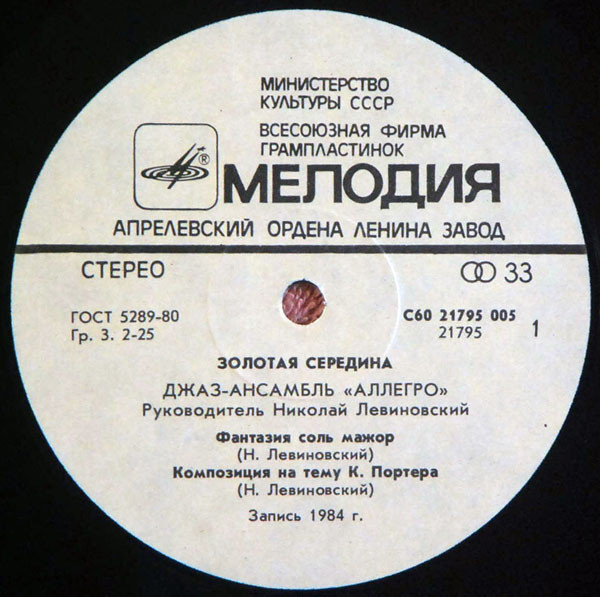 МИНИСТЕРСТВО
КУЛЬТУРЫ СССР
ВСЕСОЮЗНАЯ ФИРМА
ГРАМПЛАСТИНОК
® МЕЛОДИЯ
АПРЕЛЕВСКИЙ ОРДЕНА ЛЕНИНА ЗАВОД
СТЕРЕО 33
ГОСТ 5289-80 С60 21795 005
Гр. 3. 2-25 21795 1
ЗОЛОТАЯ СЕРЕДИНА
ДЖАЗ-АНСАМБЛЬ «АЛЛЕГРО»
Руководитель Николай Левиновский
Фантазия соль мажор
(Н. Левиновский)
Композиция на тему К. Портера
(Н. Левиновский)
Запись 1984 г.